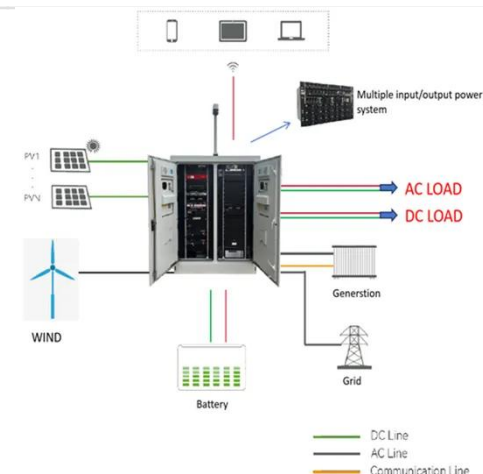 Multiple input/output power
system
PV1
PVN
AC LOAD
DC LOAD
WIND
Generstion
Grid
Battery
DC Line
AC Line
Communication Line